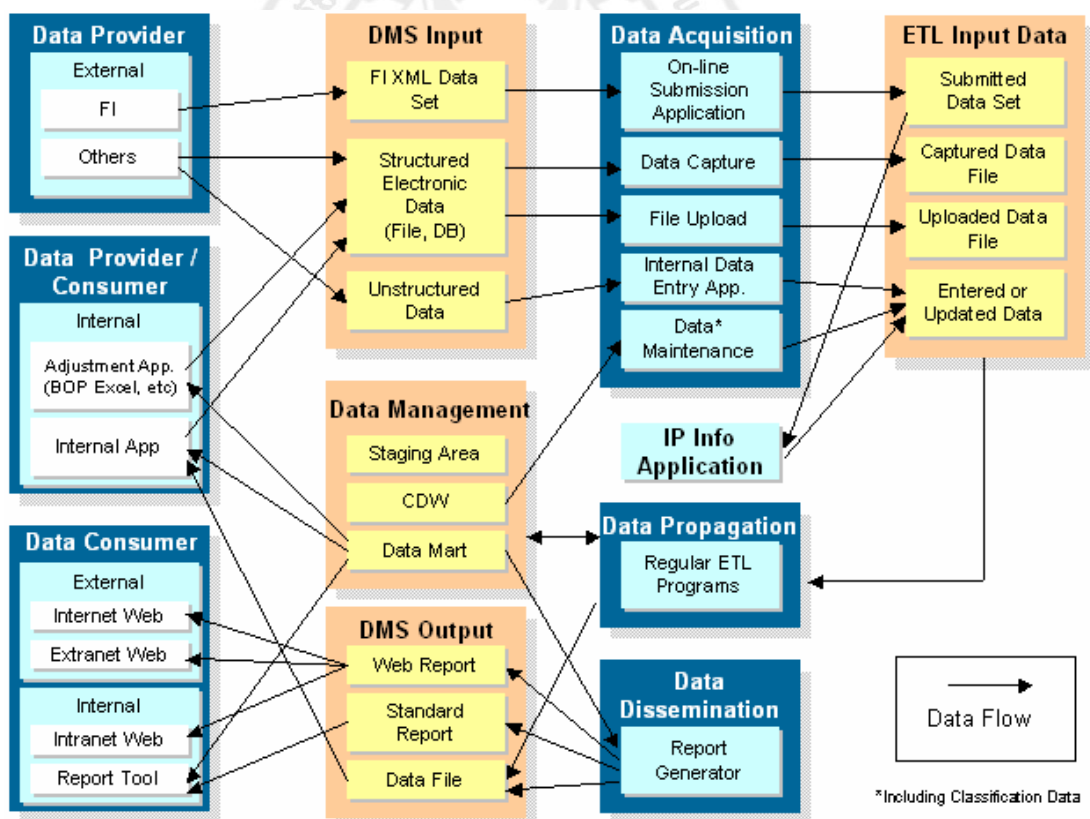 Data Provider
External
FI
Others
DMS Input
FI XML Data
Set
Structured
Electronic
Data
(File, DB)
Unstructured
Data
Data Acquisition
On-line
Submission
Application
Data Capture
File Upload
Internal Data
Entry App.
Data*
Maintenance
ETL Input Data
Submitted
Data Set
Captured Data
File
Uploaded Data
File
Entered or
Updated Data
Data Provider /
Consumer
Internal
Adjustment App.
(BOP Excel, etc)
Internal App
Data Management
Staging Area
CDW
Data Mart
IP Info
Application
Data Propagation
Regular ETL
Programs
Data Consumer
External
Internet Web
Extranet Web
Internal
Intranet Web
Report Tool
DMS Output
Web Report
Standard
Report
Data File
Data
Dissemination
Report
Generator
Data Flow
*Including Classification Data